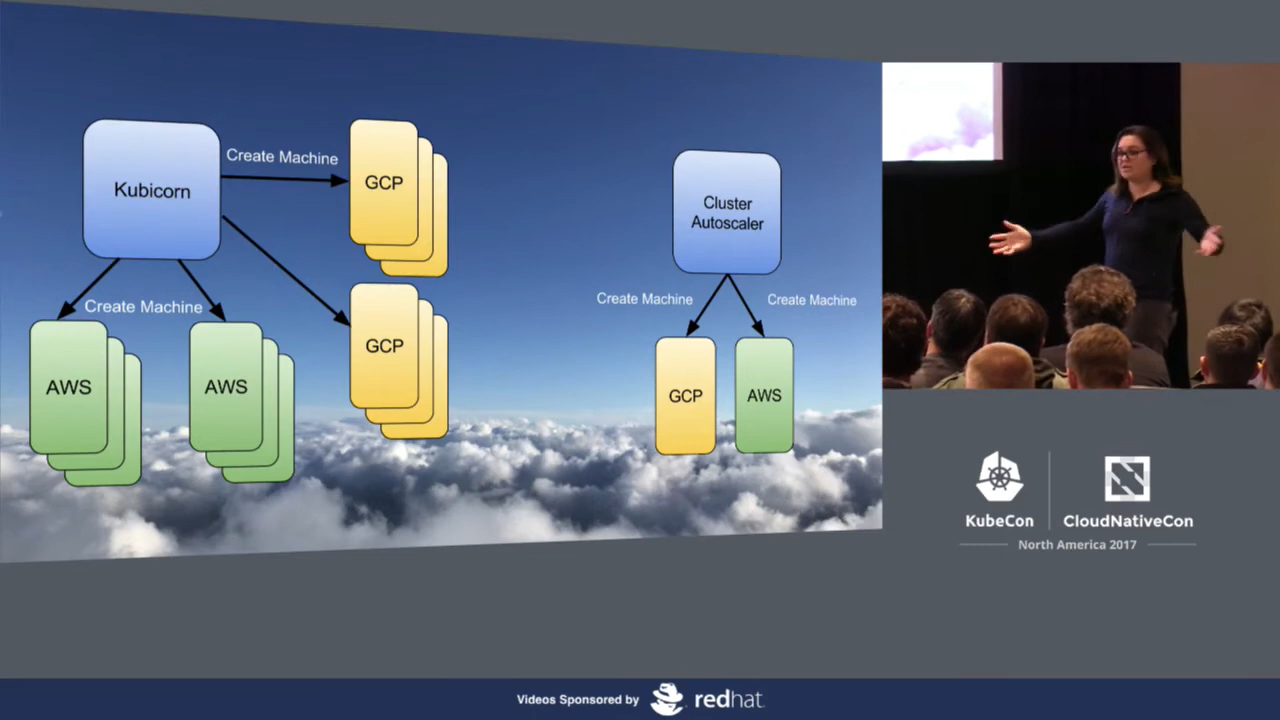 Kubicorn
Create Machine
GCP
GCP
Create Machine
AWS
AWS
Cluster
Autoscaler
Create Machine
Create Machine
GCP
AWS
KubeCon
CloudNativeCon
North America 2017
Videos Sponsored by
redhat.